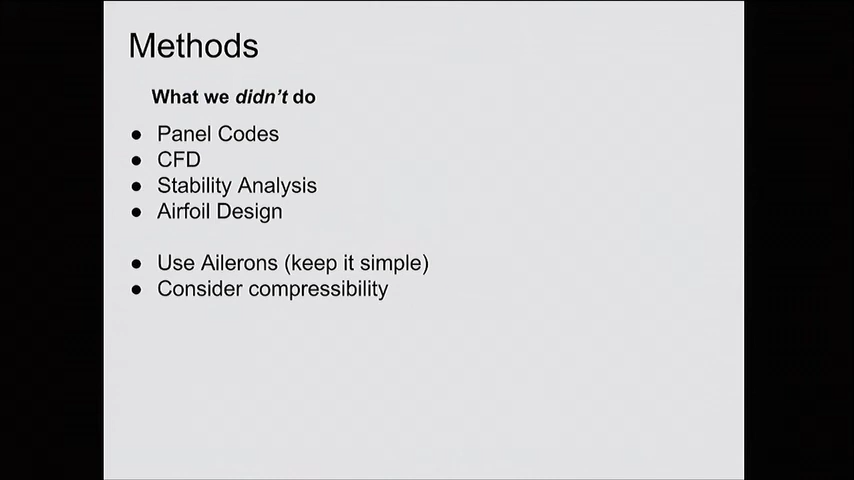 Methods
What we didn't do
● Panel Codes
● CFD
● Stability Analysis
● Airfoil Design
● Use Ailerons (keep it simple)
● Consider compressibility